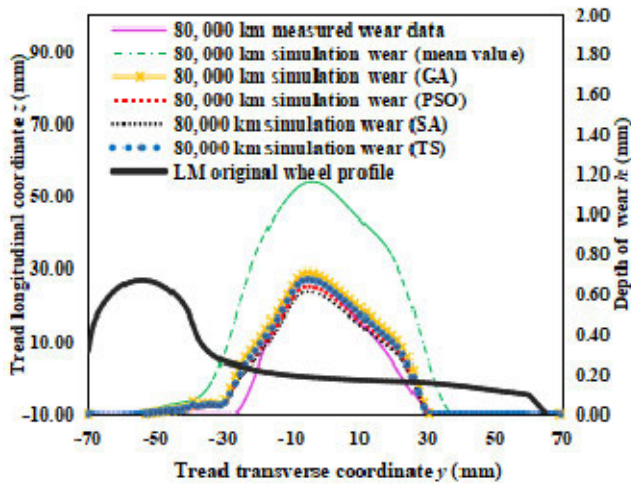 80, 000 km measured wear data
80, 000 km simulation wear (mean value)
80, 000 km simulation wear (GA)
80, 000 km simulation wear (PSO)
80,000 km simulation wear (SA)
80,000 km simulation wear (TS)
LM original wheel profile
Tread longitudinal coordinate z (mm)
90.00
70.00
50.00
30.00
10.00
-10.00
2.00
1.80
1.60
1.40
1.20
1.00
0.80
0.60
0.40
0.20
0.00
Depth of wear h (mm)
-70
-50
-30
-10
10
30
50
70
Tread transverse coordinate y (mm)